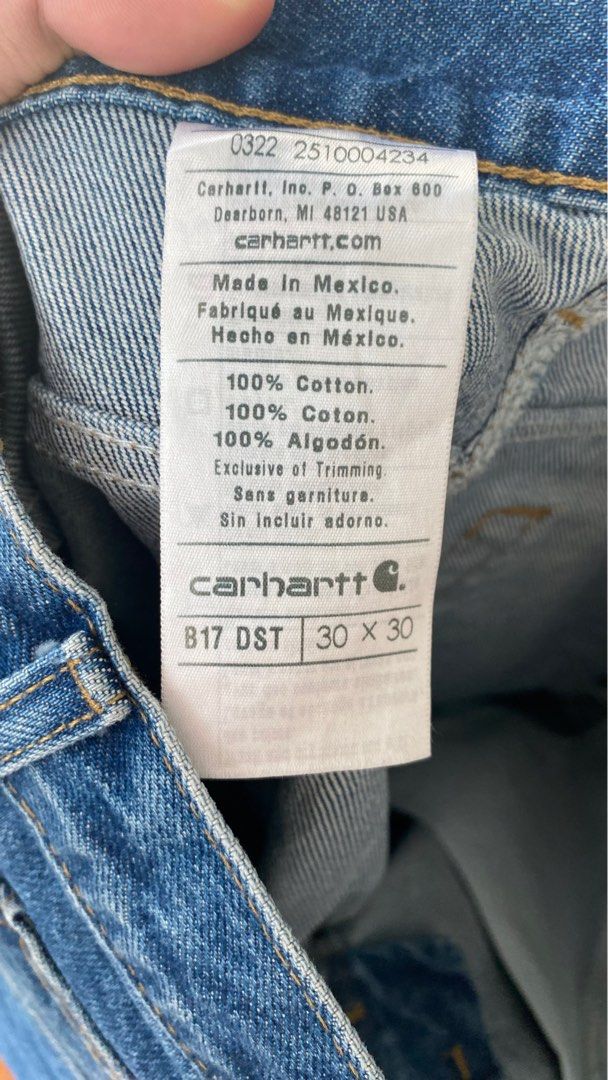 0322 2510004234
Carhartt, Inc. P. O. Box 600
Dearborn, MI 48121 USA
carhartt.com
Made in Mexico.
Fabriqué au Mexique.
Hecho en México.
100% Cotton.
100% Coton.
100% Algodón.
Exclusive of Trimming
Sans garniture.
Sin incluir adorno.
carhartt
B17 DST 30 X 30